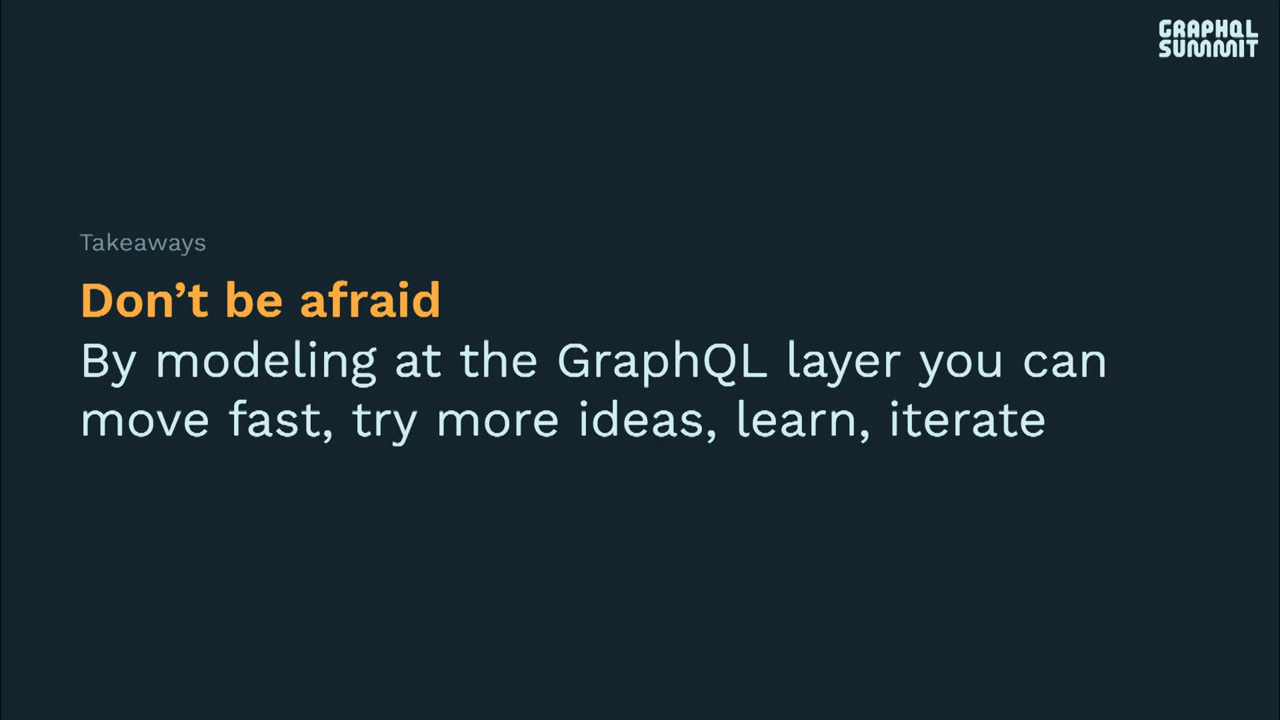 GRAPHQL
SUMMIT
Takeaways
Don’t be afraid
By modeling at the GraphQL layer you can
move fast, try more ideas, learn, iterate